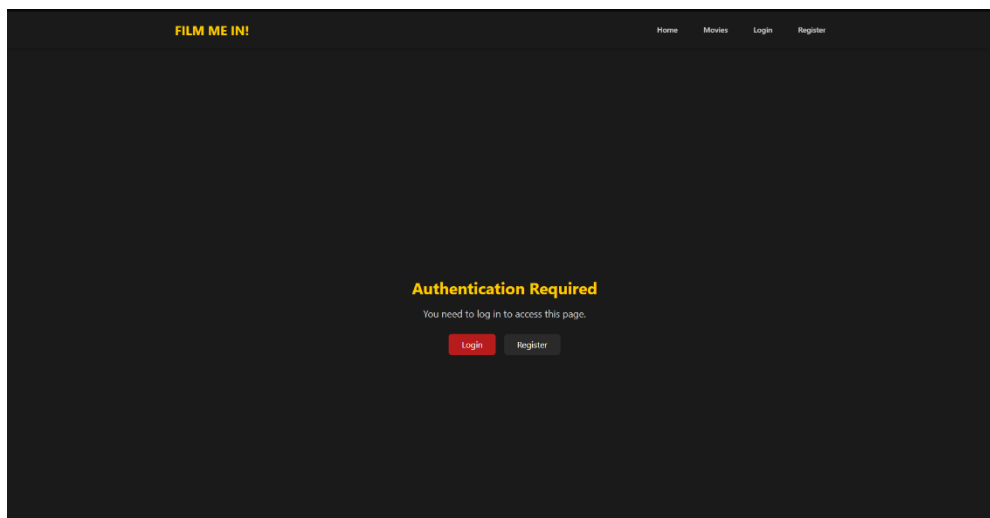 FILM ME IN! Home Movies Login Register
Authentication Required
You need to log in to access this page.
Login Register